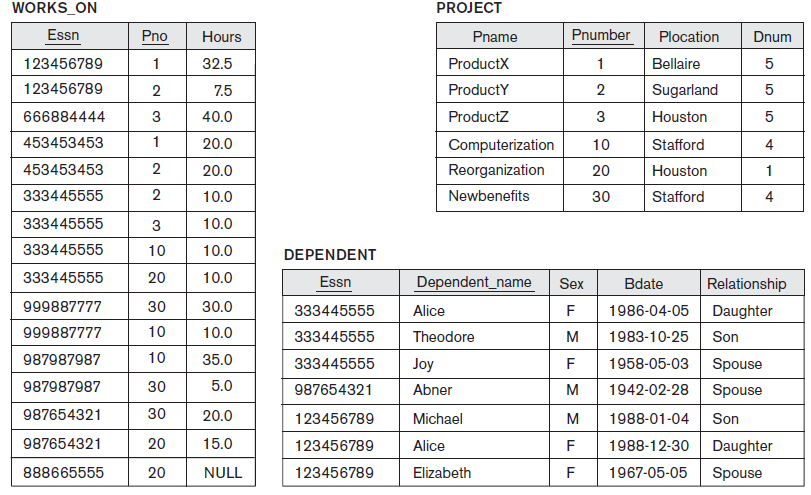 WORKS_ON
Essn Pno Hours
123456789 1 32.5
123456789 2 7.5
666884444 3 40.0
453453453 1 20.0
453453453 2 20.0
333445555 2 10.0
333445555 3 10.0
333445555 10 10.0
333445555 20 10.0
999887777 30 30.0
999887777 10 10.0
987987987 10 35.0
987987987 30 5.0
987654321 30 20.0
987654321 20 15.0
888665555 20 NULL
PROJECT
Pname Pnumber Plocation Dnum
ProductX 1 Bellaire 5
ProductY 2 Sugarland 5
ProductZ 3 Houston 5
Computerization 10 Stafford 4
Reorganization 20 Houston 1
Newbenefits 30 Stafford 4
DEPENDENT
Essn Dependent_name Sex Bdate Relationship
333445555 Alice F 1986-04-05 Daughter
333445555 Theodore M 1983-10-25 Son
333445555 Joy F 1958-05-03 Spouse
987654321 Abner M 1942-02-28 Spouse
123456789 Michael M 1988-01-04 Son
123456789 Alice F 1988-12-30 Daughter
123456789 Elizabeth F 1967-05-05 Spouse